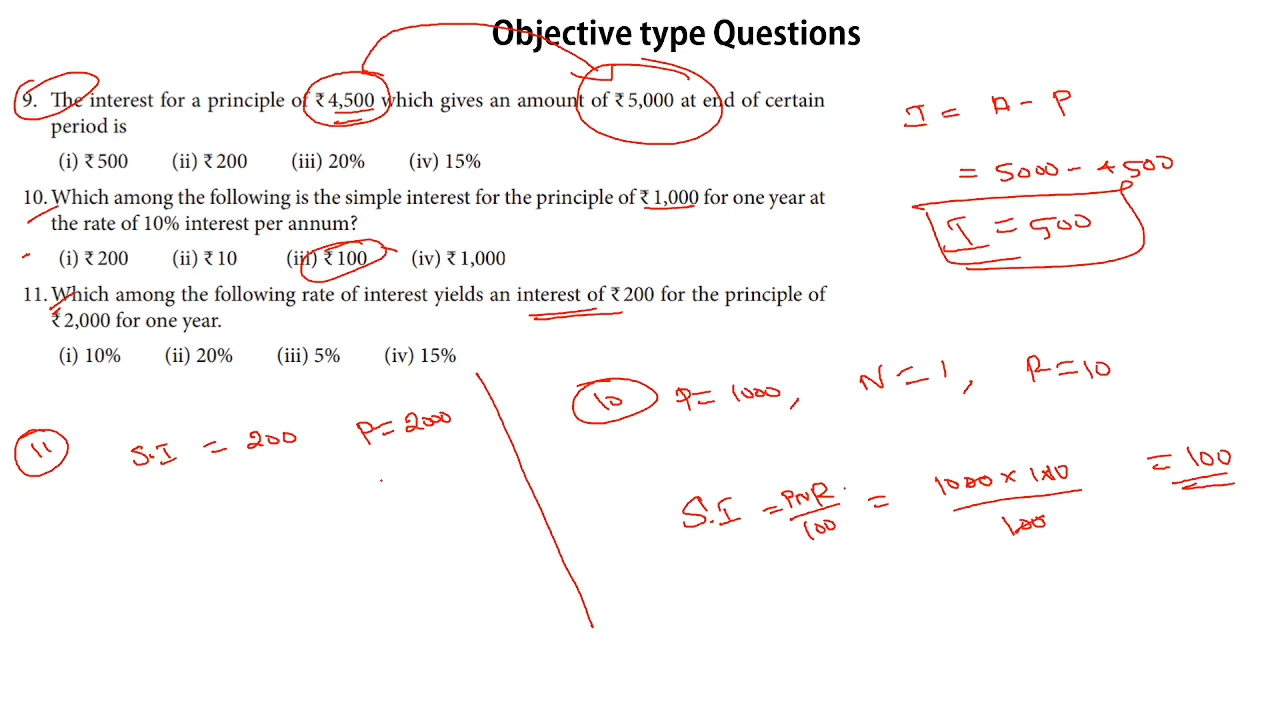 Objective type Questions
9. The interest for a principle of ₹ 4,500 which gives an amount of ₹ 5,000 at end of certain
period is
(i) ₹ 500 (ii) ₹ 200 (iii) 20% (iv) 15%
10. Which among the following is the simple interest for the principle of ₹ 1,000 for one year at
the rate of 10% interest per annum?
(i) ₹ 200 (ii) ₹ 10 (iii) ₹ 100 (iv) ₹ 1,000
11. Which among the following rate of interest yields an interest of ₹ 200 for the principle of
₹ 2,000 for one year.
(i) 10% (ii) 20% (iii) 5% (iv) 15%
I = A - P
= 5000 - 4500
I = 500
10 P = 1000, N = 1, R = 10
S.I = PNR/100 = 1000 x 1x10/100 = 100
11 S.I = 200 P = 2000